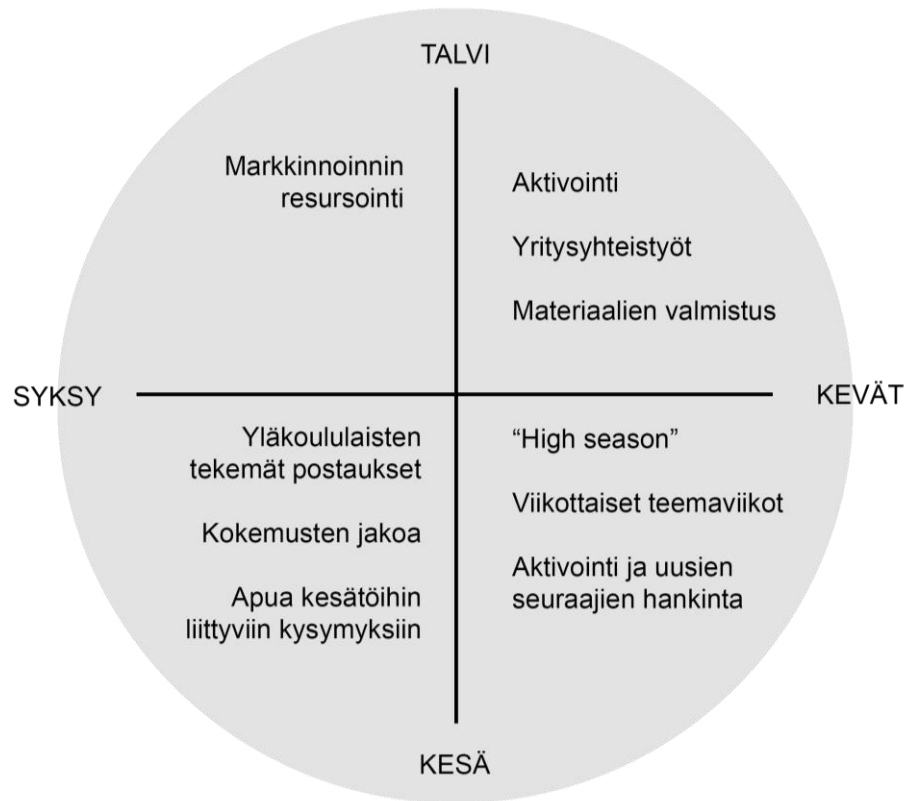 TALVI
Markkinnoinnin
resursointi
Aktivointi
Yritysyhteistyöt
Materiaalien valmistus
SYKSY
KEVÄT
Yläkoululaisten
tekemät postaukset
Kokemusten jakoa
Apua kesätöihin
liittyviin kysymyksiin
“High season”
Viikottaiset teemaviikot
Aktivointi ja uusien
seuraajien hankinta
KESÄ